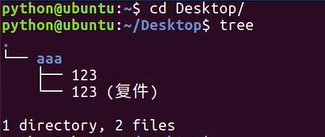 python@ubuntu:~$ cd Desktop/
python@ubuntu:~/Desktop$ tree
.
└── aaa
    ├── 123
    └── 123 (复件)

1 directory, 2 files